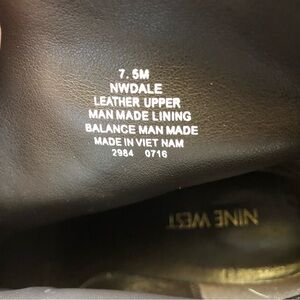 7.5M
NWDALE
LEATHER UPPER
MAN MADE LINING
BALANCE MAN MADE
MADE IN VIET NAM
2984 0716
NINE WEST